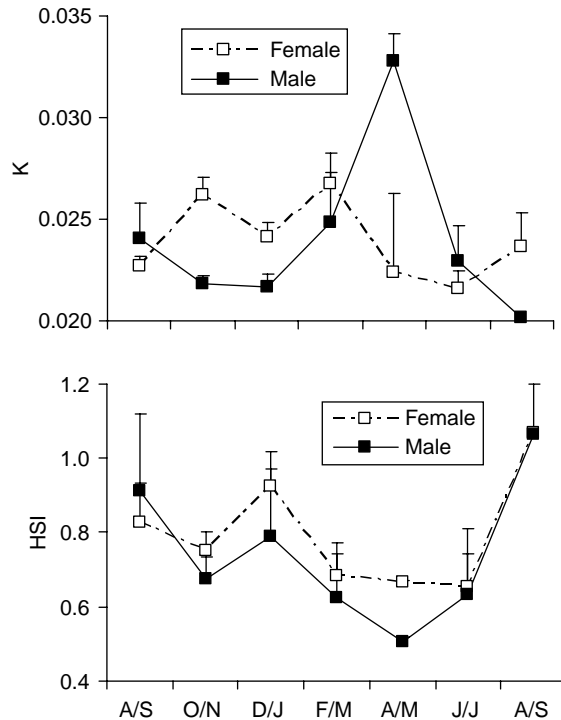 0.035
0.030
0.025
0.020
K
Female
Male
1.2
1.0
0.8
0.6
0.4
HSI
Female
Male
A/S O/N D/J F/M A/M J/J A/S